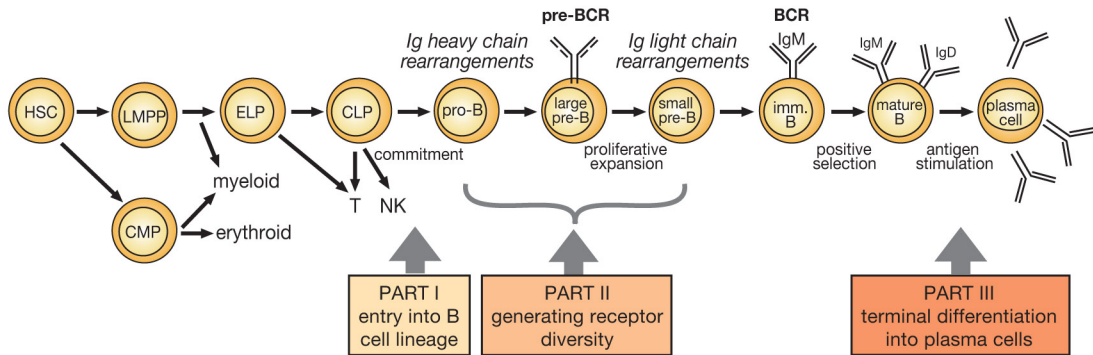 pre-BCR
BCR
Ig heavy chain
rearrangements
Ig light chain
rearrangements
IgM
IgM
IgD
HSC
LMPP
ELP
CLP
pro-B
large
pre-B
small
pre-B
imm.
B
mature
B
plasma
cell
commitment
proliferative
expansion
positive
selection
antigen
stimulation
myeloid
T
NK
CMP
erythroid
PART I
entry into B
cell lineage
PART II
generating receptor
diversity
PART III
terminal differentiation
into plasma cells